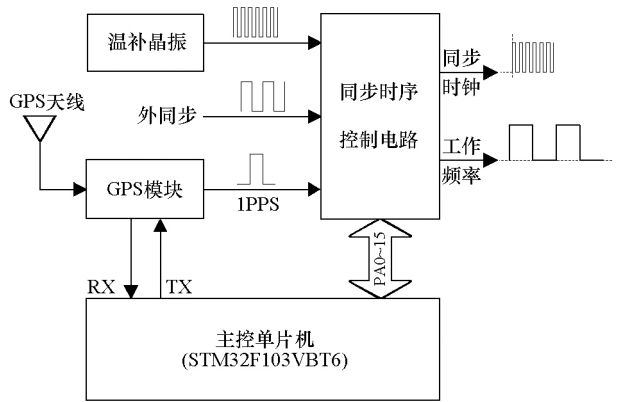 温补晶振
同步时序
控制电路
同步
时钟
GPS天线
外同步
工作
频率
GPS模块
1PPS
PA0~15
RX
TX
主控单片机
(STM32F103VBT6)